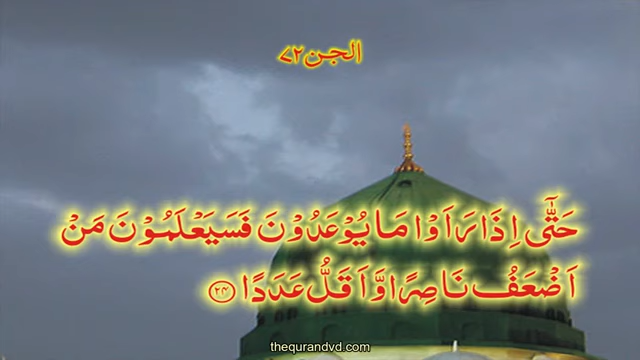 الجن ۷۲
حَتّٰۤى اِذَا رَاَوْا مَا يُوْعَدُوْنَ فَسَيَعْلَمُوْنَ مَنْ
اَضْعَفُ نَاصِرًا وَّاَقَلُّ عَدَدًا ﴿۲۴﴾
thequrandvd.com